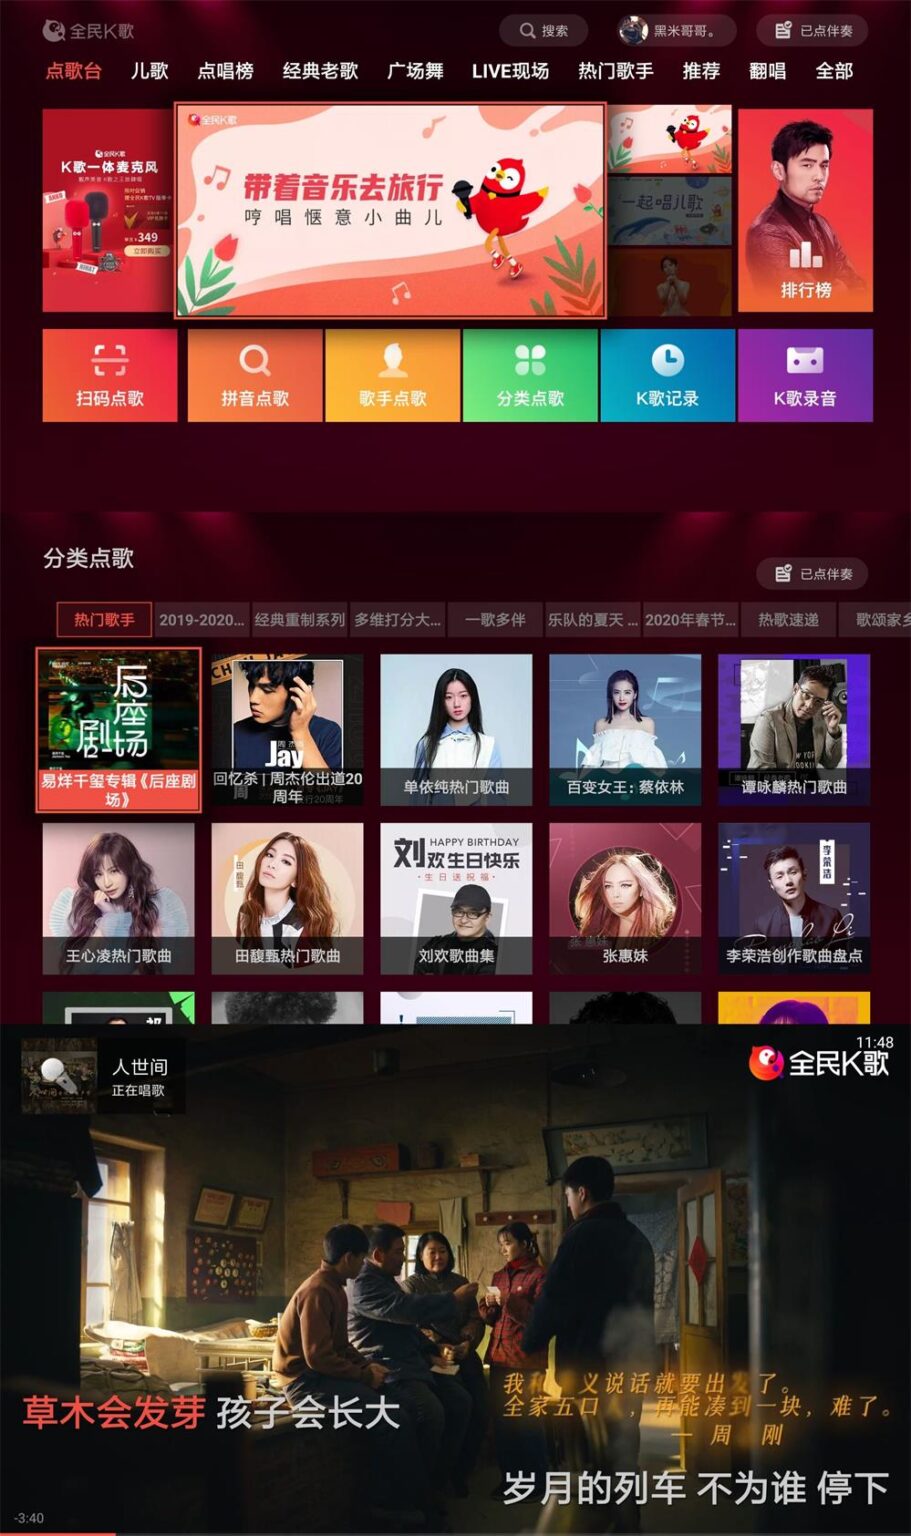 全民K歌
搜索
黑米哥哥。
已点伴奏
点歌台 儿歌 点唱榜 经典老歌 广场舞 LIVE现场 热门歌手 推荐 翻唱 全部
全民K歌
K歌一体麦克风
349
立即购买
全民K歌
带着音乐去旅行
哼唱惬意小曲儿
一起唱儿歌
排行榜
扫码点歌
拼音点歌
歌手点歌
分类点歌
K歌记录
K歌录音
分类点歌
已点伴奏
热门歌手 2019-2020... 经典重制系列 多维打分大... 一歌多伴 乐队的夏天 ... 2020年春节... 热歌速递 歌颂家乡
后座剧场
易烊千玺专辑《后座剧
场》
Jay
回忆杀 | 周杰伦出道20
周年
单依纯热门歌曲
百变女王：蔡依林
谭咏麟热门歌曲
王心凌热门歌曲
田馥甄
田馥甄热门歌曲
HAPPY BIRTHDAY
刘欢生日快乐
·生日送祝福·
刘欢歌曲集
张惠妹
张惠妹
李荣浩
李荣浩创作歌曲盘点
人世间
正在唱歌
11:48
全民K歌
草木会发芽 孩子会长大
义说话就要出 了。
全家五口 ，再能凑到一块，难了。
一 周 刚
岁月的列车 不为谁 停下
-3:40